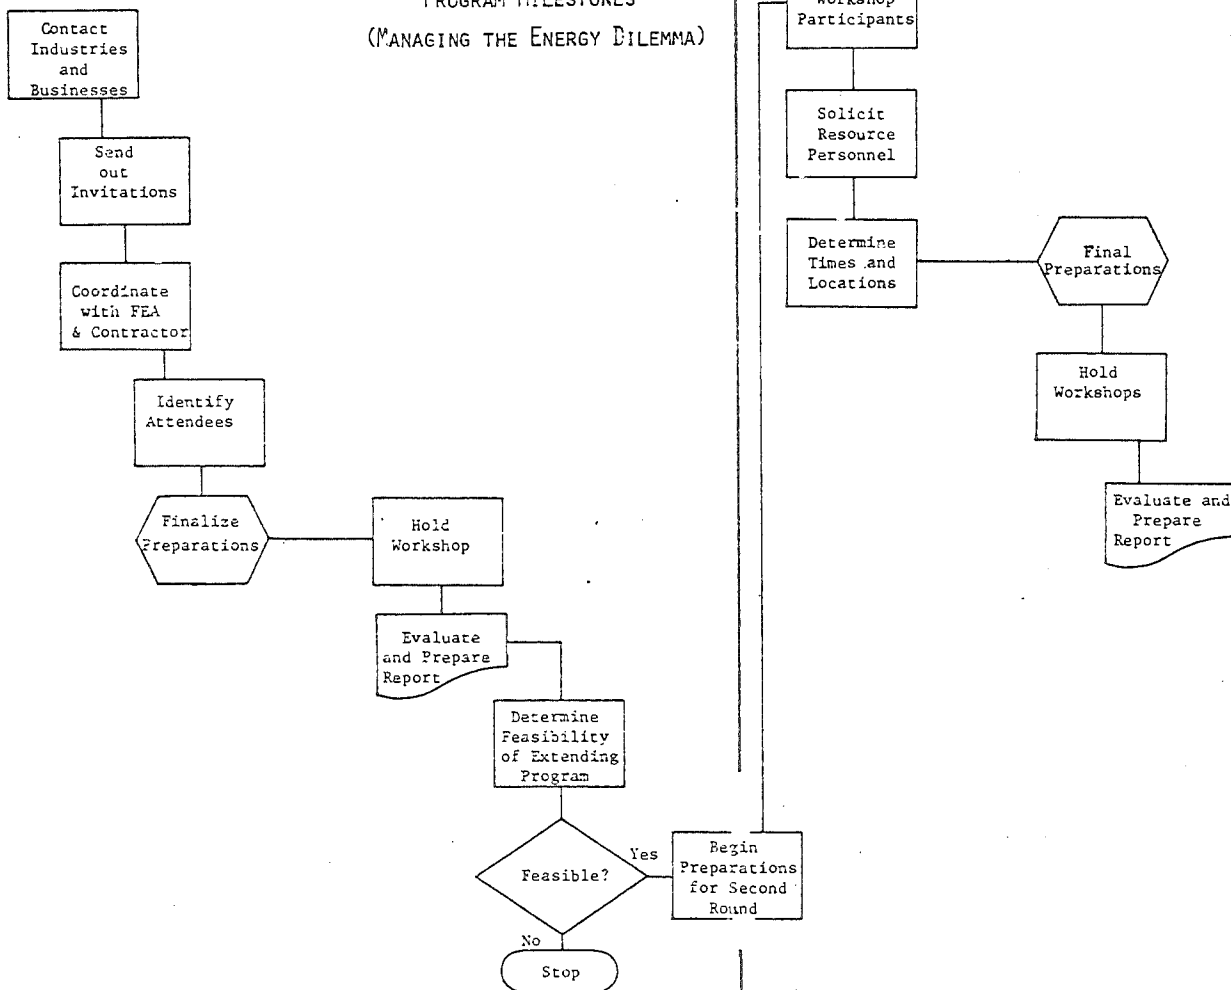 PROGRAM MILESTONES
(MANAGING THE ENERGY DILEMMA)
Contact
Industries
and
Businesses
Send
out
Invitations
Coordinate
with FEA
& Contractor
Identify
Attendees
Finalize
Preparations
Hold
Workshop
Evaluate
and Prepare
Report
Determine
Feasibility
of Extending
Program
Feasible?
Yes
No
Stop
Begin
Preparations
for Second
Round
Workshop
Participants
Solicit
Resource
Personnel
Determine
Times and
Locations
Final
Preparations
Hold
Workshops
Evaluate and
Prepare
Report